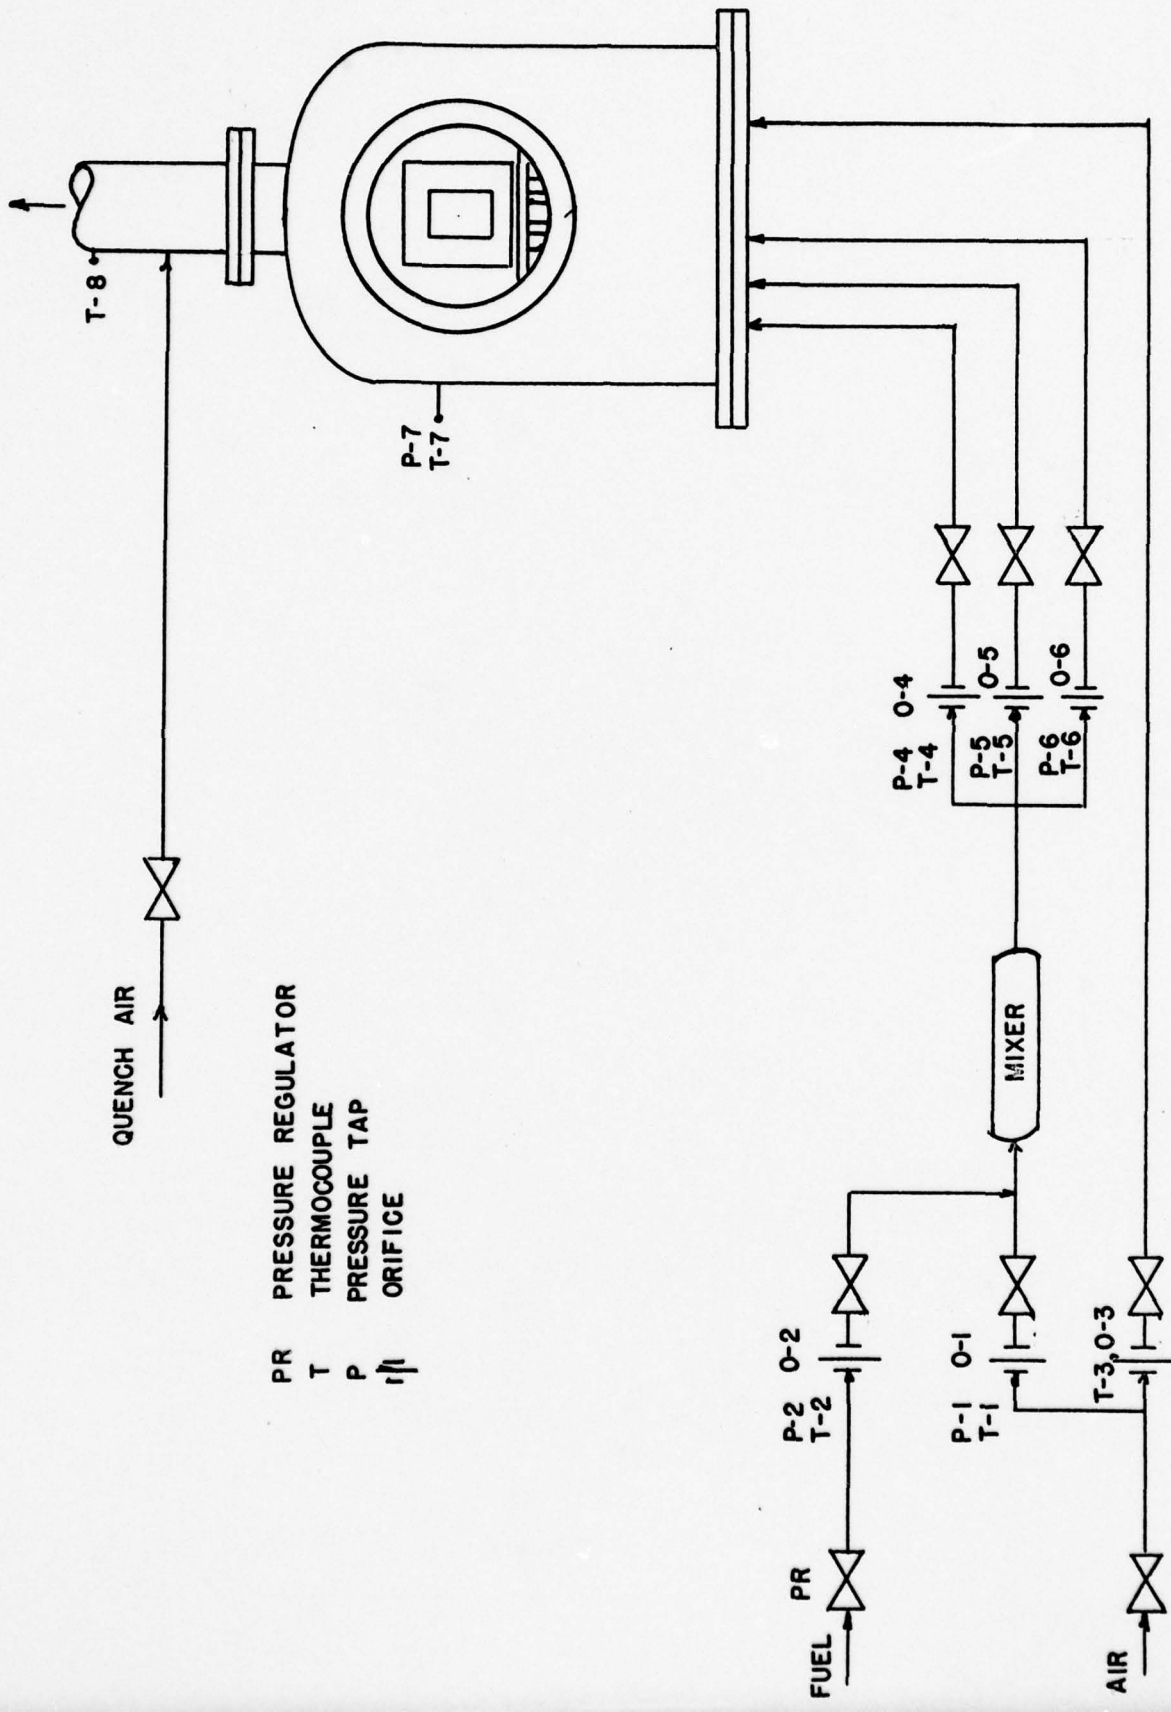 T-8
QUENCH AIR
P-7
T-7
PR PRESSURE REGULATOR
T THERMOCOUPLE
P PRESSURE TAP
ORIFICE
P-4 O-4
T-4
P-5 O-5
T-5
P-6 O-6
T-6
MIXER
P-2 O-2
T-2
P-1 O-1
T-1
T-3,O-3
FUEL
PR
AIR